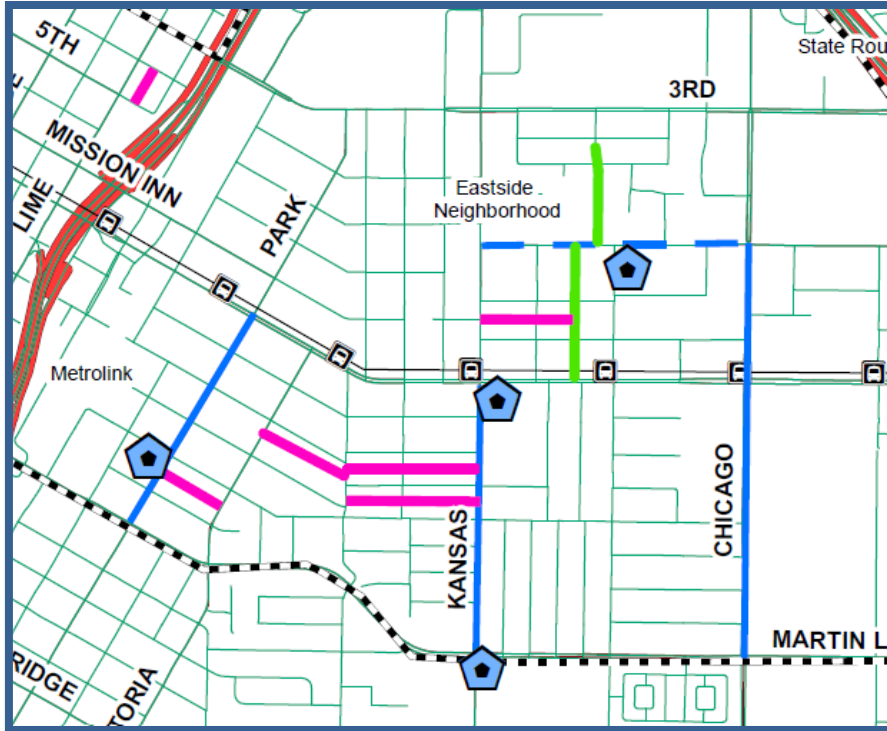 5TH
State Rou
3RD
MISSION INN
LIME
PARK
Eastside
Neighborhood
Metrolink
KANSAS
CHICAGO
MARTIN L
RIDGE
TORIA